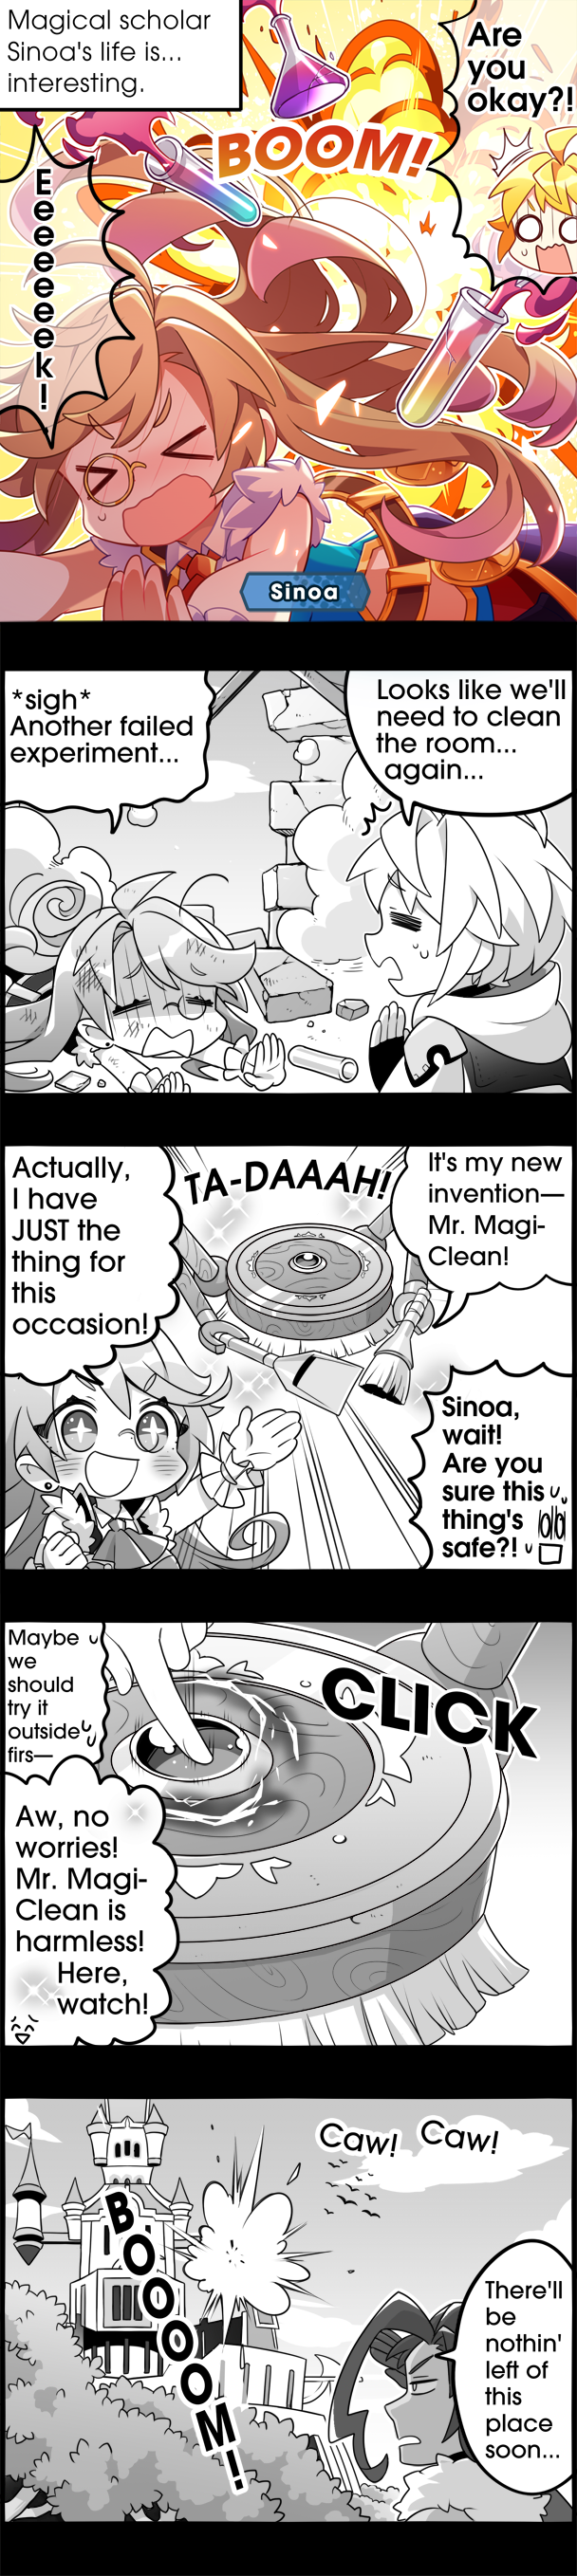 Magical scholar
Sinoa's life is...
interesting.
Are
you
okay?!
BOOM!
Eeeeeeeek!
Sinoa
*sigh*
Another failed
experiment...
Looks like we'll
need to clean
the room...
again...
Actually,
I have
JUST the
thing for
this
occasion!
TA-DAAAH!
It's my new
invention—
Mr. Magi-
Clean!
Sinoa,
wait!
Are you
sure this
thing's
safe?!
Maybe
we
should
try it
outside
firs—
CLICK
Aw, no
worries!
Mr. Magi-
Clean is
harmless!
Here,
watch!
Caw! Caw!
BOOOOOM!
There'll
be
nothin'
left of
this
place
soon...